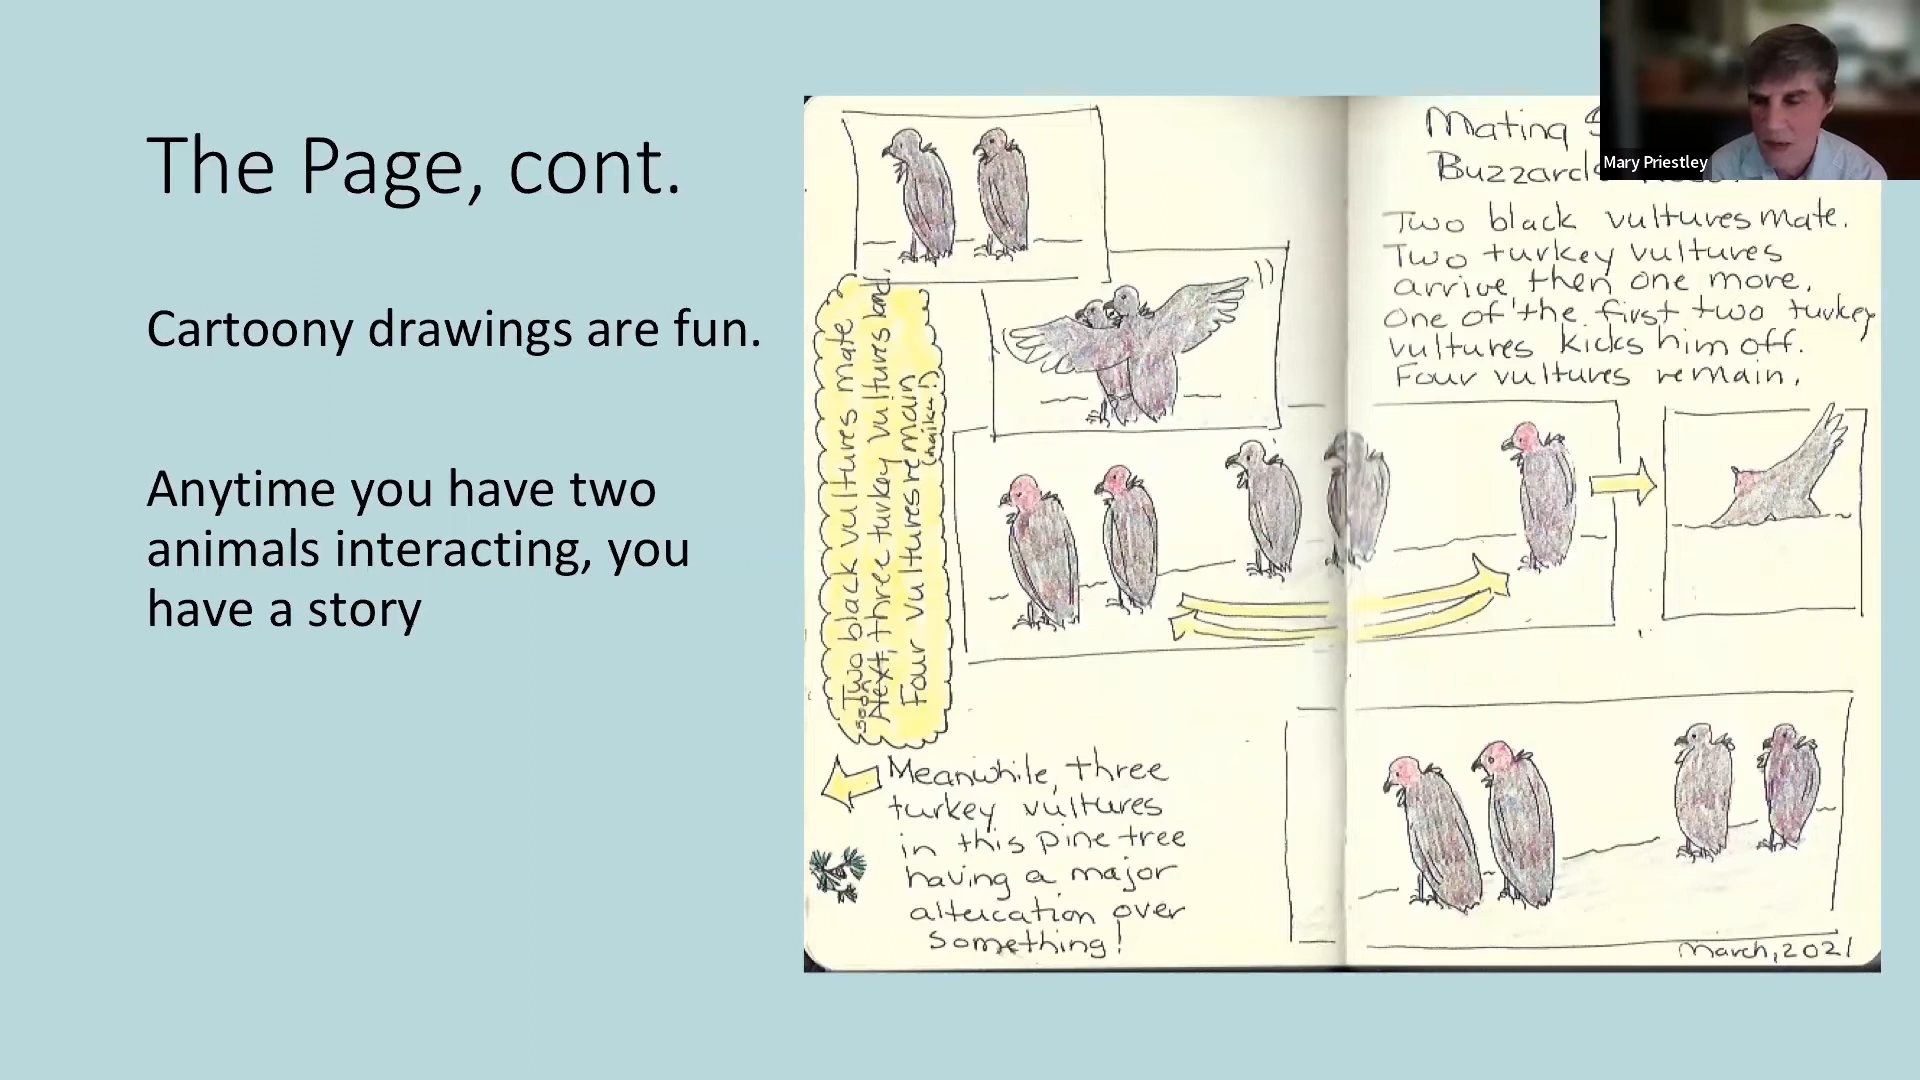 The Page, cont.
Cartoony drawings are fun.
Anytime you have two
animals interacting, you
have a story
Mary Priestley
Mating
Buzzards
Two black vultures mate.
Two turkey vultures
arrive then one more.
One of the first two turkey
vultures kicks him off.
Four vultures remain.
Two black vultures mate
soon
Next, three turkey vultures land.
Four vultures remain
(haiku!)
Meanwhile, three
turkey vultures
in this pine tree
having a major
altercation over
something!
March, 2021